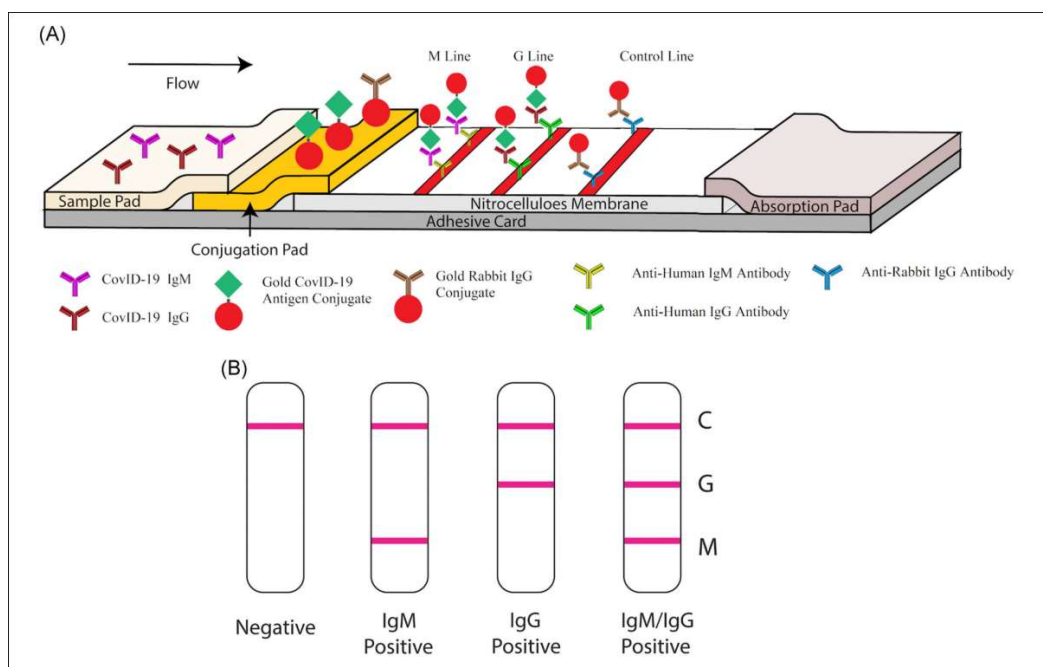 (A)
Flow
M Line
G Line
Control Line
Sample Pad
Nitrocelluloes Membrane
Absorption Pad
Adhesive Card
Conjugation Pad
CovID-19 IgM
CovID-19 IgG
Gold CovID-19
Antigen Conjugate
Gold Rabbit IgG
Conjugate
Anti-Human IgM Antibody
Anti-Human IgG Antibody
Anti-Rabbit IgG Antibody
(B)
C
G
M
Negative
IgM
Positive
IgG
Positive
IgM/IgG
Positive